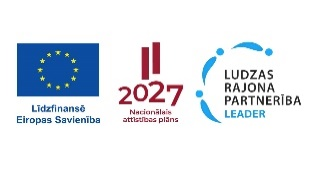 Līdzfinansē
Eiropas Savienība
2027
Nacionālais
attīstības plāns
LUDZAS
RAJONA
PARTNERĪBA
LEADER